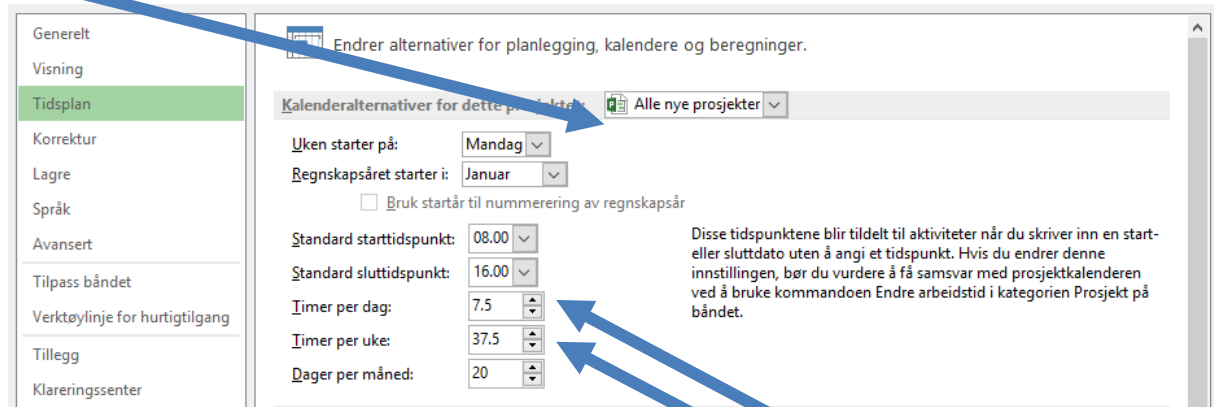 Generelt
Visning
Tidsplan
Korrektur
Lagre
Språk
Avansert
Tilpass båndet
Verktøylinje for hurtigtilgang
Tillegg
Klareringssenter
Endrer alternativer for planlegging, kalendere og beregninger.
Kalenderalternativer for dette prosjektet: Alle nye prosjekter
Uken starter på: Mandag
Regnskapsåret starter i: Januar
Bruk startår til nummerering av regnskapsår
Standard starttidspunkt: 08.00
Standard sluttidspunkt: 16.00
Timer per dag: 7.5
Timer per uke: 37.5
Dager per måned: 20
Disse tidspunktene blir tildelt til aktiviteter når du skriver inn en start-
eller sluttdato uten å angi et tidspunkt. Hvis du endrer denne
innstillingen, bør du vurdere å få samsvar med prosjektkalenderen
ved å bruke kommandoen Endre arbeidstid i kategorien Prosjekt på
båndet.